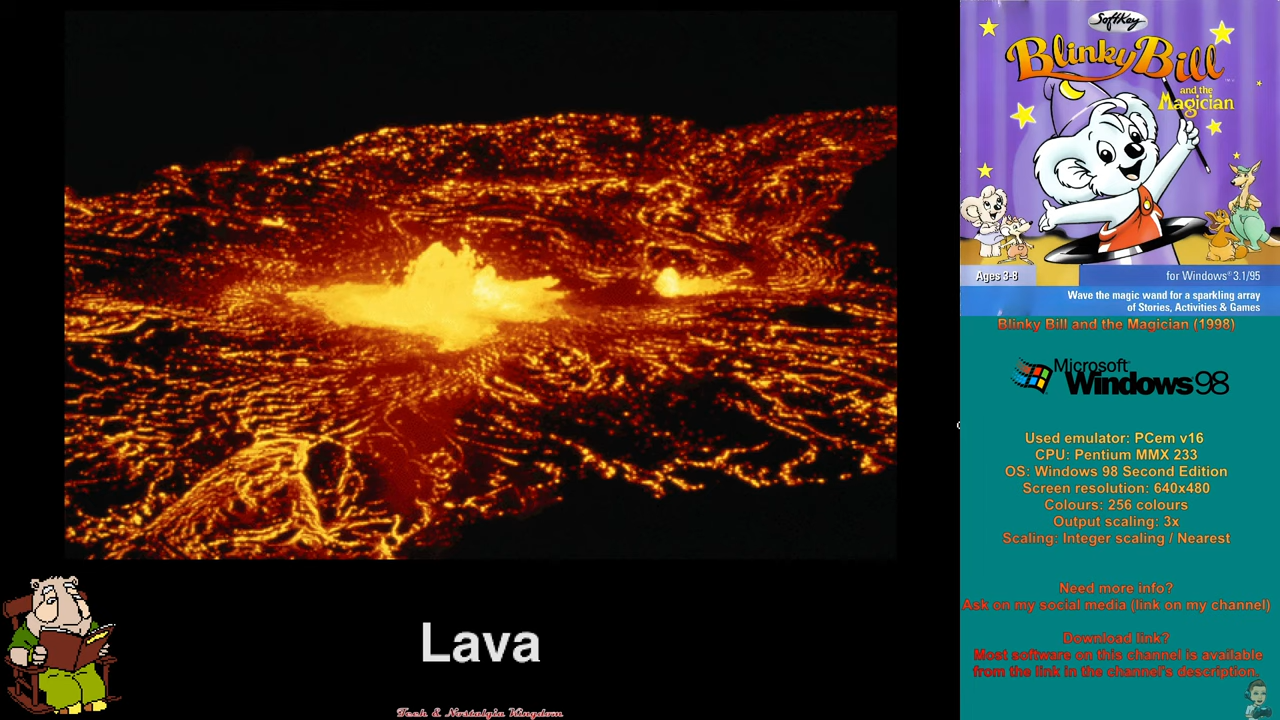 Lava
Tech & Nostalgia Kingdom
SoftKey
Blinky Bill
and the
Magician
Ages 3-8
for Windows® 3.1/95
Wave the magic wand for a sparkling array
of Stories, Activities & Games
Blinky Bill and the Magician (1998)
Microsoft
Windows 98
Used emulator: PCem v16
CPU: Pentium MMX 233
OS: Windows 98 Second Edition
Screen resolution: 640x480
Colours: 256 colours
Output scaling: 3x
Scaling: Integer scaling / Nearest
Need more info?
Ask on my social media (link on my channel)
Download link?
Most software on this channel is available
from the link in the channel's description.